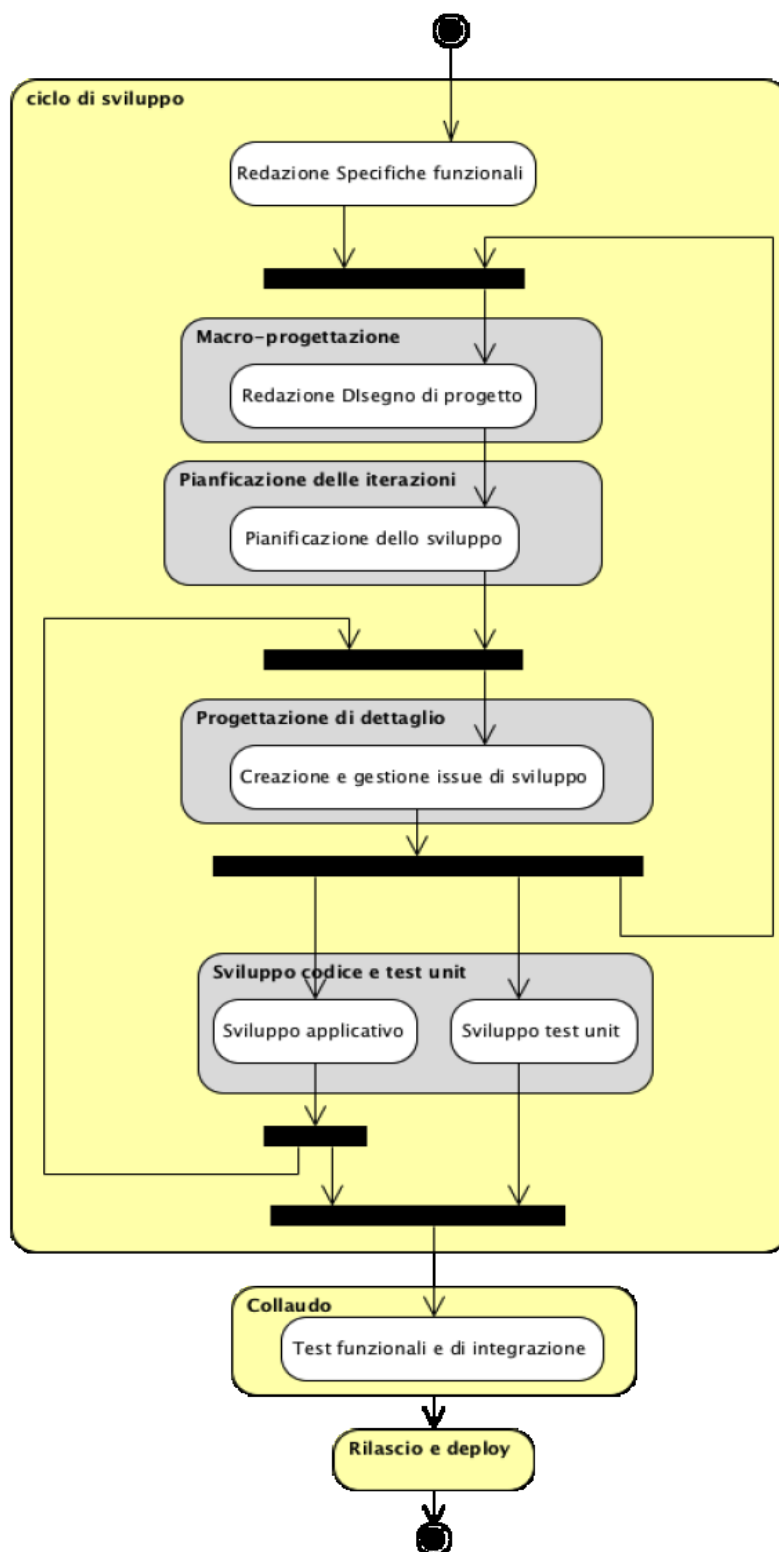 ciclo di sviluppo
Redazione Specifiche funzionali
Macro-progettazione
Redazione DIsegno di progetto
Pianficazione delle iterazioni
Pianificazione dello sviluppo
Progettazione di dettaglio
Creazione e gestione issue di sviluppo
Sviluppo codice e test unit
Sviluppo applicativo
Sviluppo test unit
Collaudo
Test funzionali e di integrazione
Rilascio e deploy